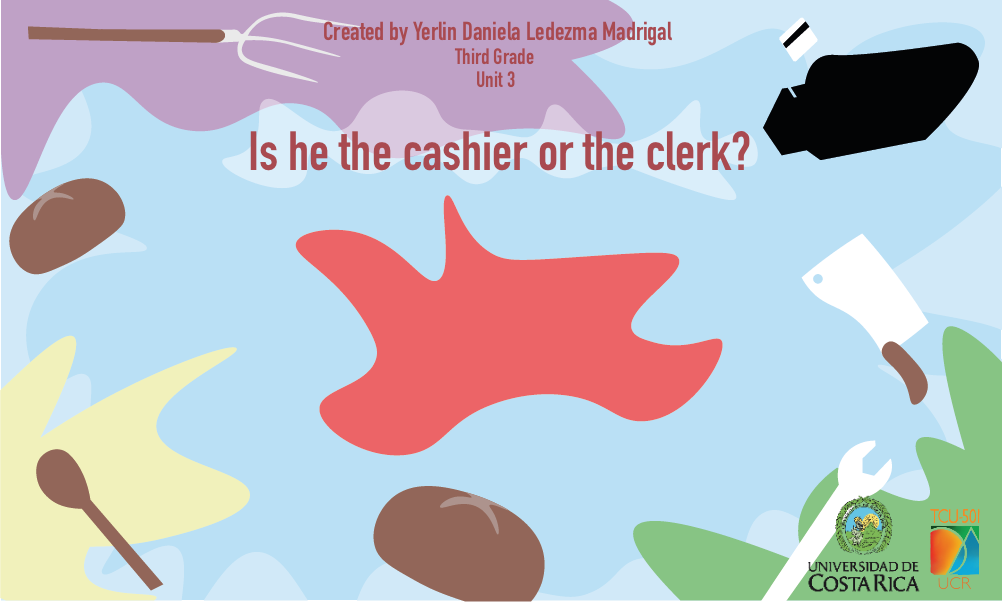 Created by Yerlin Daniela Ledezma Madrigal
Third Grade
Unit 3
Is he the cashier or the clerk?
TCU-501
UNIVERSIDAD DE
COSTA RICA
UCR